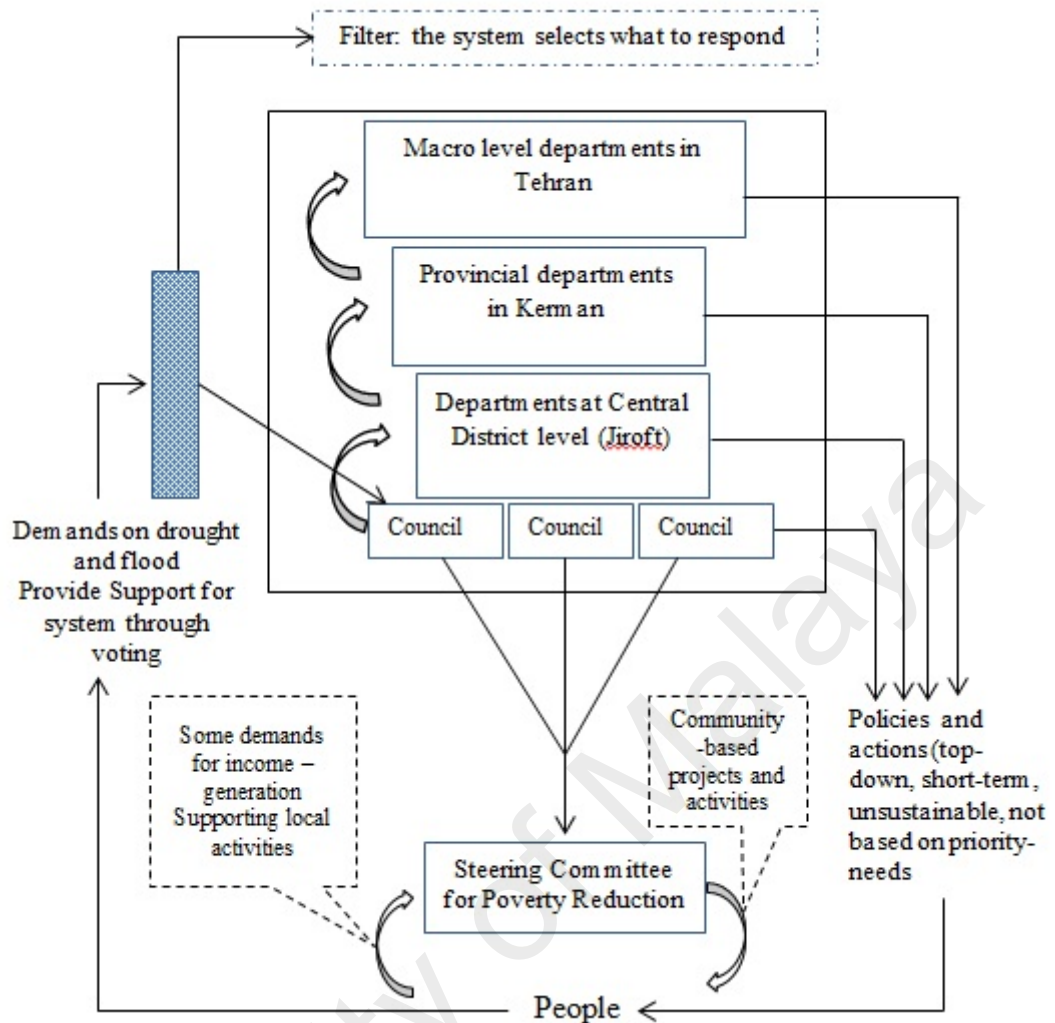 Filter: the system selects what to respond
Macro level departments in
Tehran
Provincial departments
in Kerman
Departments at Central
District level (Jiroft)
Council
Council
Council
Demands on drought
and flood
Provide Support for
system through
voting
Some demands
for income –
generation
Supporting local
activities
Community
-based
projects and
activities
Policies and
actions (top-
down, short-term,
unsustainable, not
based on priority-
needs
Steering Committee
for Poverty Reduction
People
ty of Malaya